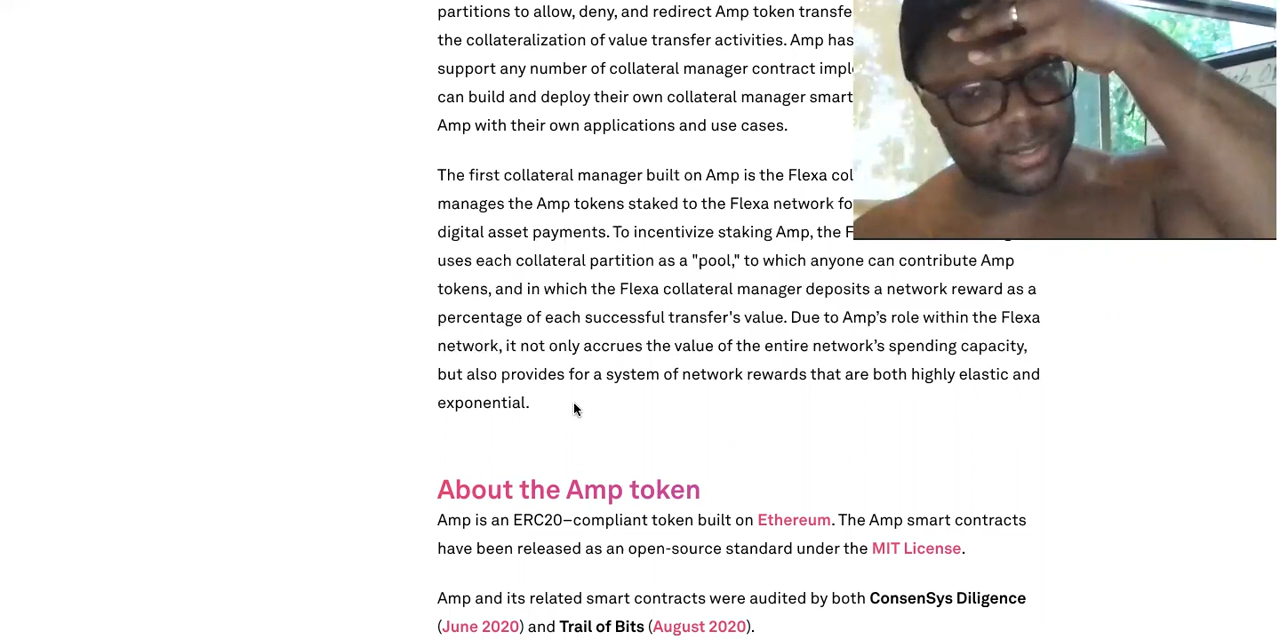 partitions to allow, deny, and redirect Amp token transfe
the collateralization of value transfer activities. Amp has
support any number of collateral manager contract impl
can build and deploy their own collateral manager smart
Amp with their own applications and use cases.
The first collateral manager built on Amp is the Flexa col
manages the Amp tokens staked to the Flexa network fo
digital asset payments. To incentivize staking Amp, the F
uses each collateral partition as a "pool," to which anyone can contribute Amp
tokens, and in which the Flexa collateral manager deposits a network reward as a
percentage of each successful transfer's value. Due to Amp’s role within the Flexa
network, it not only accrues the value of the entire network’s spending capacity,
but also provides for a system of network rewards that are both highly elastic and
exponential.
About the Amp token
Amp is an ERC20–compliant token built on Ethereum. The Amp smart contracts
have been released as an open-source standard under the MIT License.
Amp and its related smart contracts were audited by both ConsenSys Diligence
(June 2020) and Trail of Bits (August 2020).